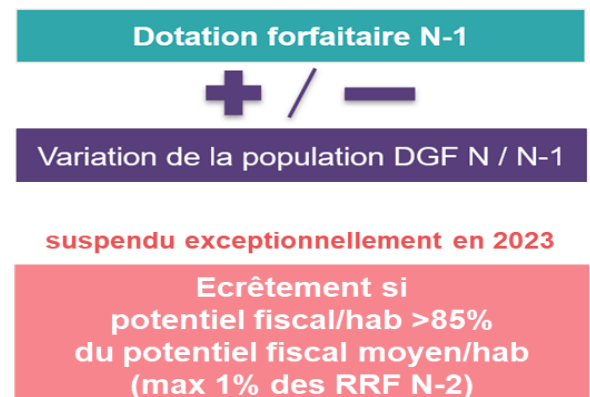 Dotation forfaitaire N-1
+ / −
Variation de la population DGF N / N-1
suspendu exceptionnellement en 2023
Ecrêtement si
potentiel fiscal/hab >85%
du potentiel fiscal moyen/hab
(max 1% des RRF N-2)